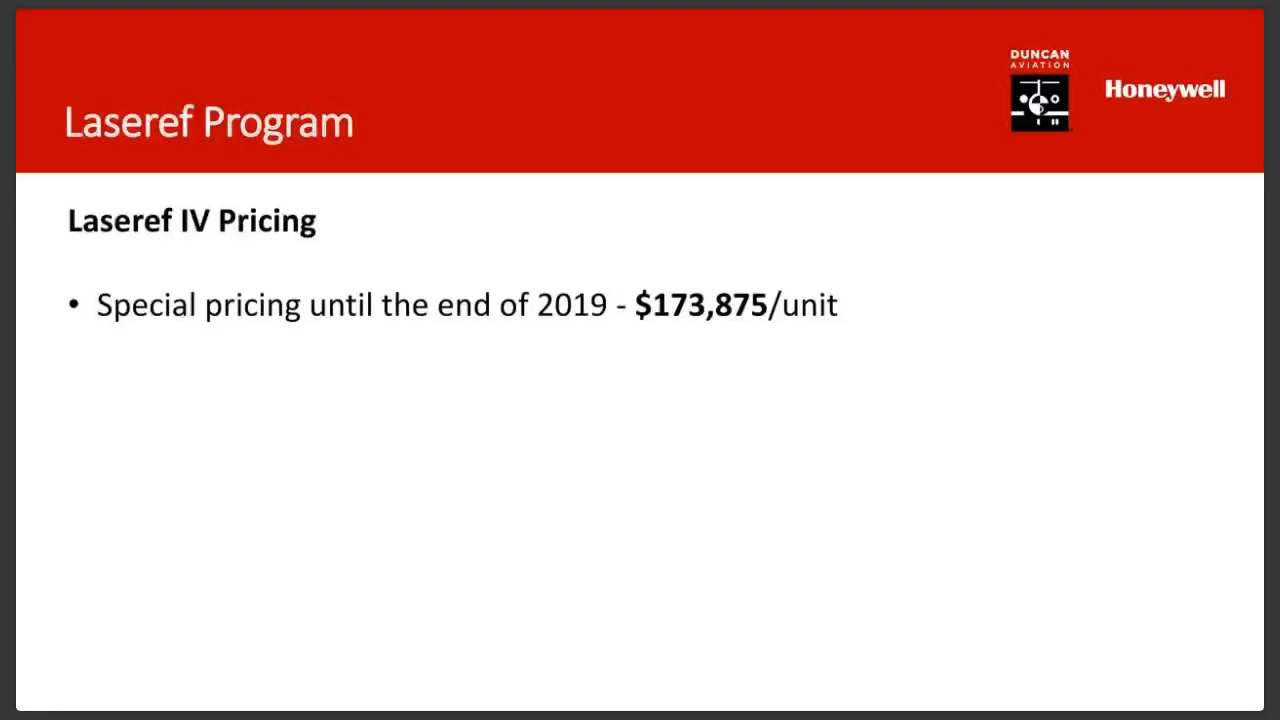 DUNCAN
AVIATION
Honeywell
Laseref Program
Laseref IV Pricing
• Special pricing until the end of 2019 - $173,875/unit